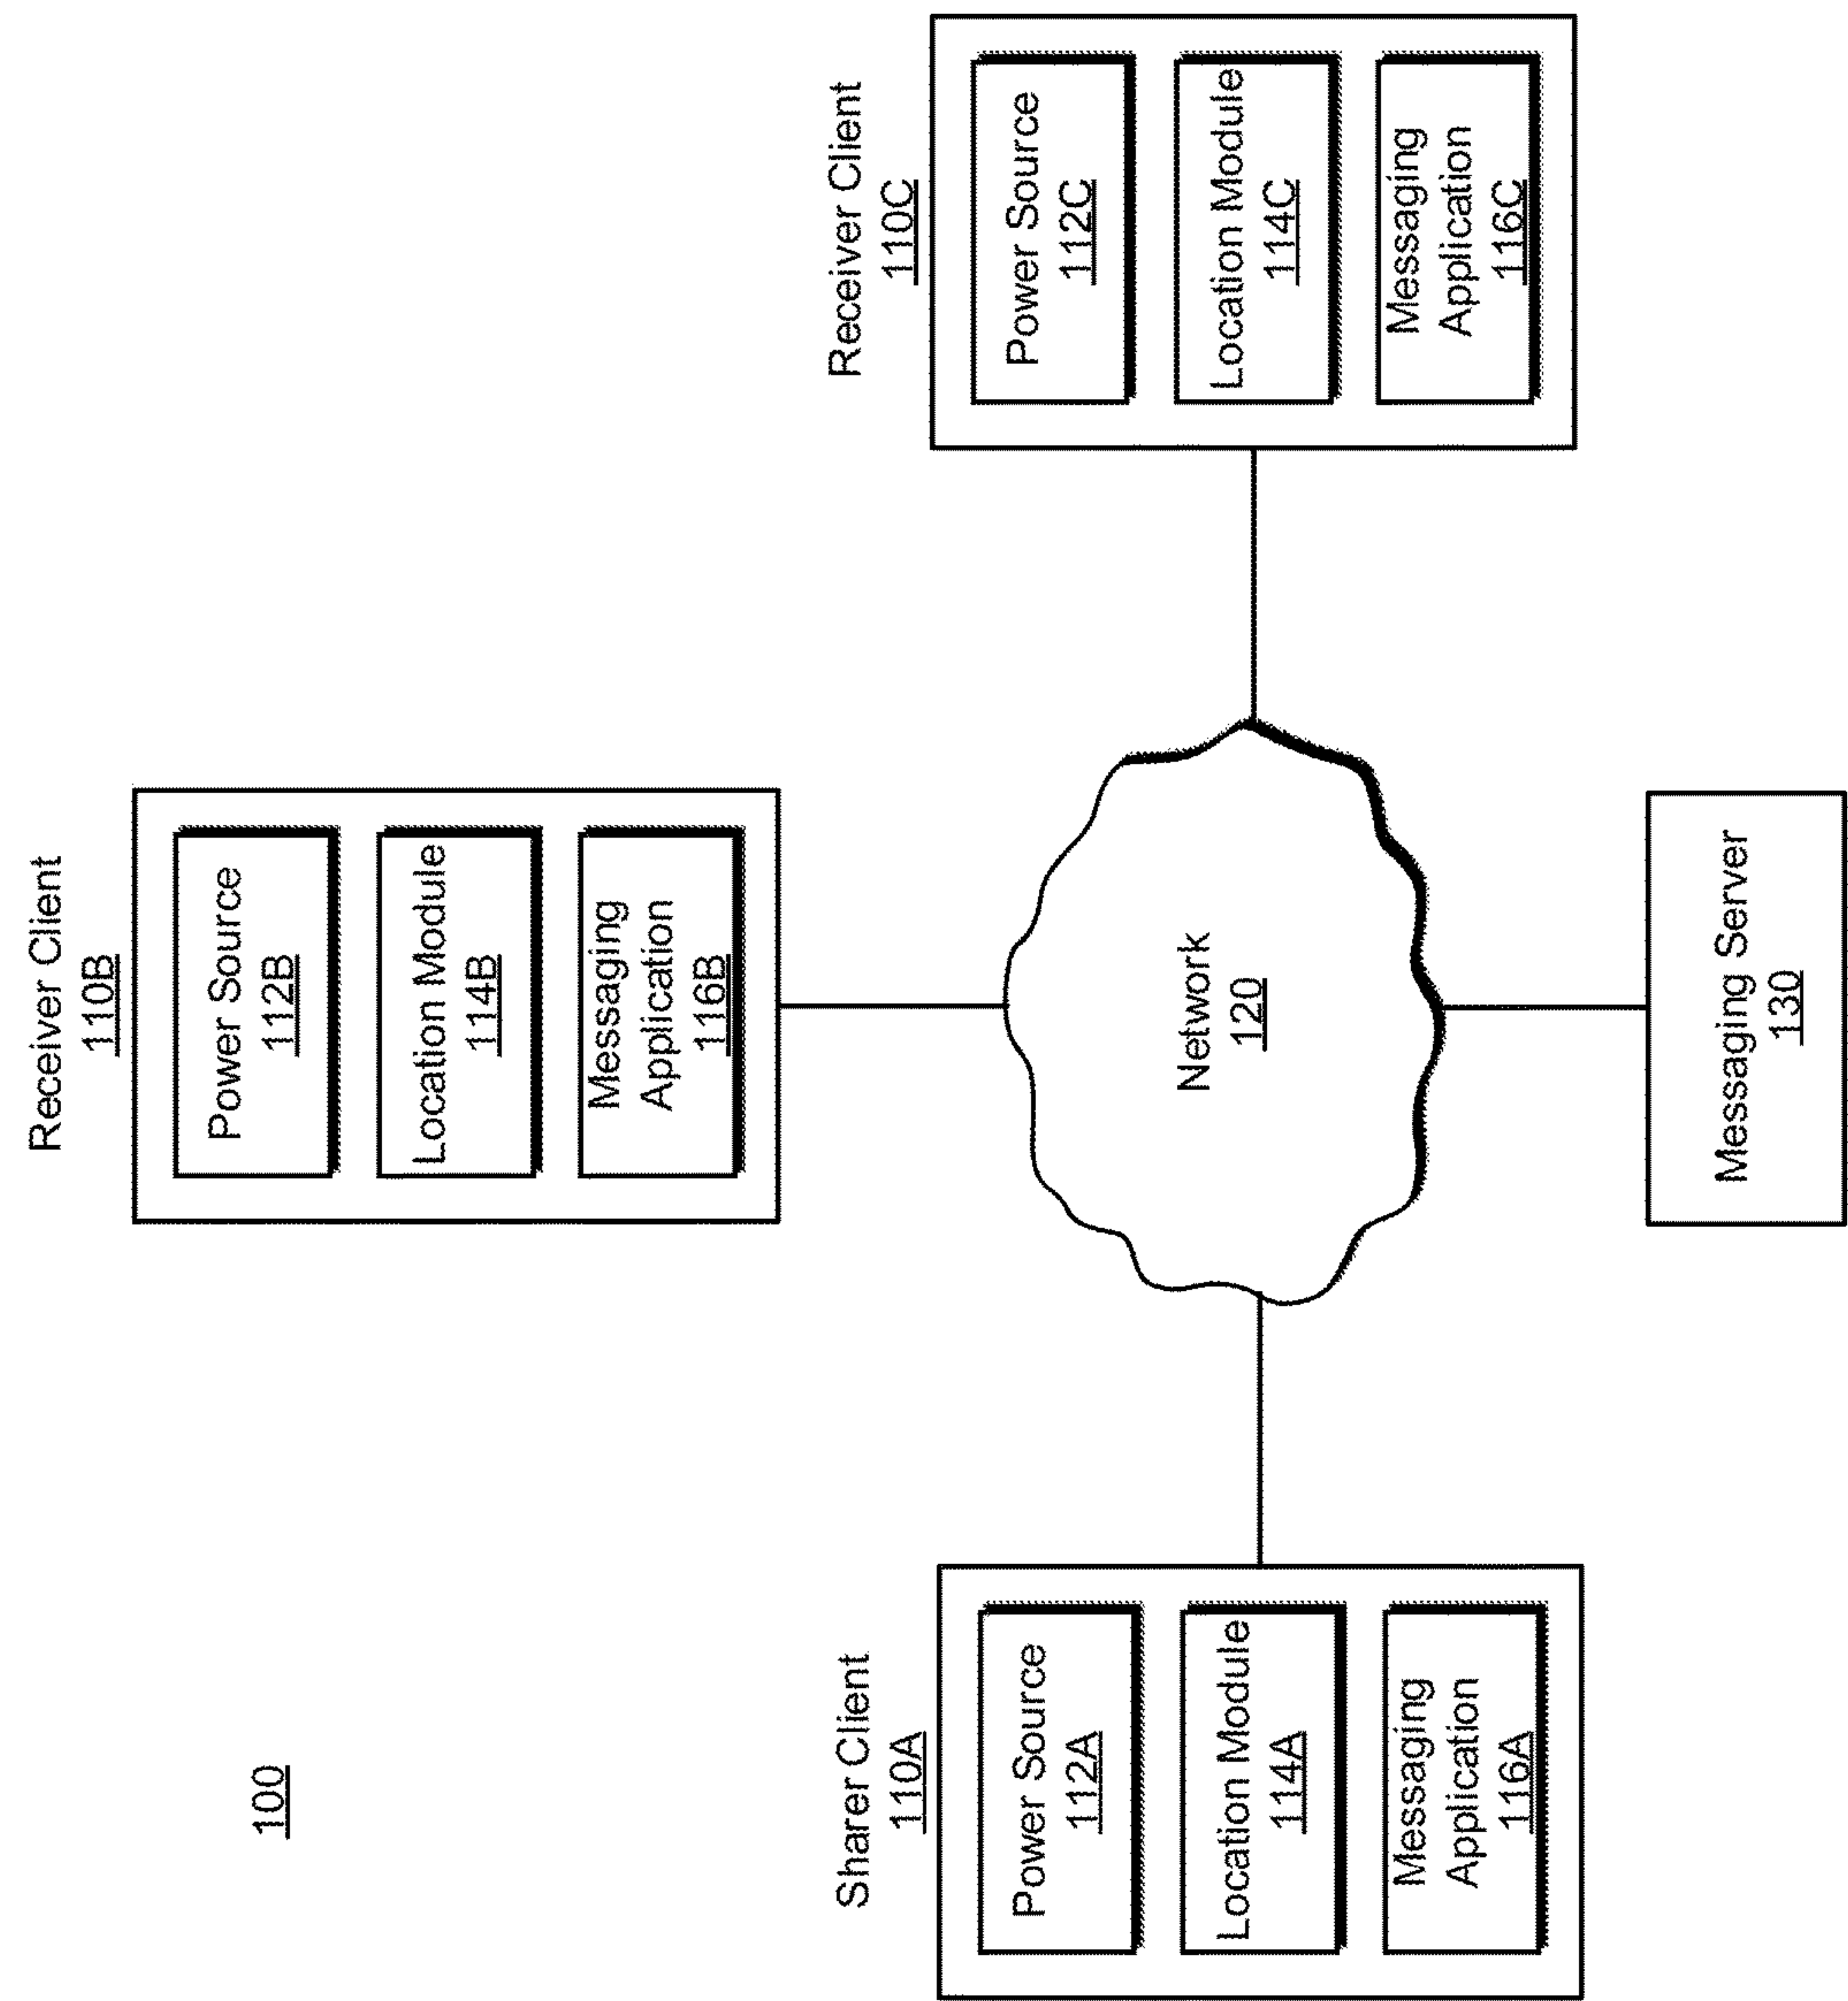 100
Receiver Client
110B
Power Source
112B
Location Module
114B
Messaging
Application
116B
Sharer Client
110A
Power Source
112A
Location Module
114A
Messaging
Application
116A
Network
120
Receiver Client
110C
Power Source
112C
Location Module
114C
Messaging
Application
116C
Messaging Server
130